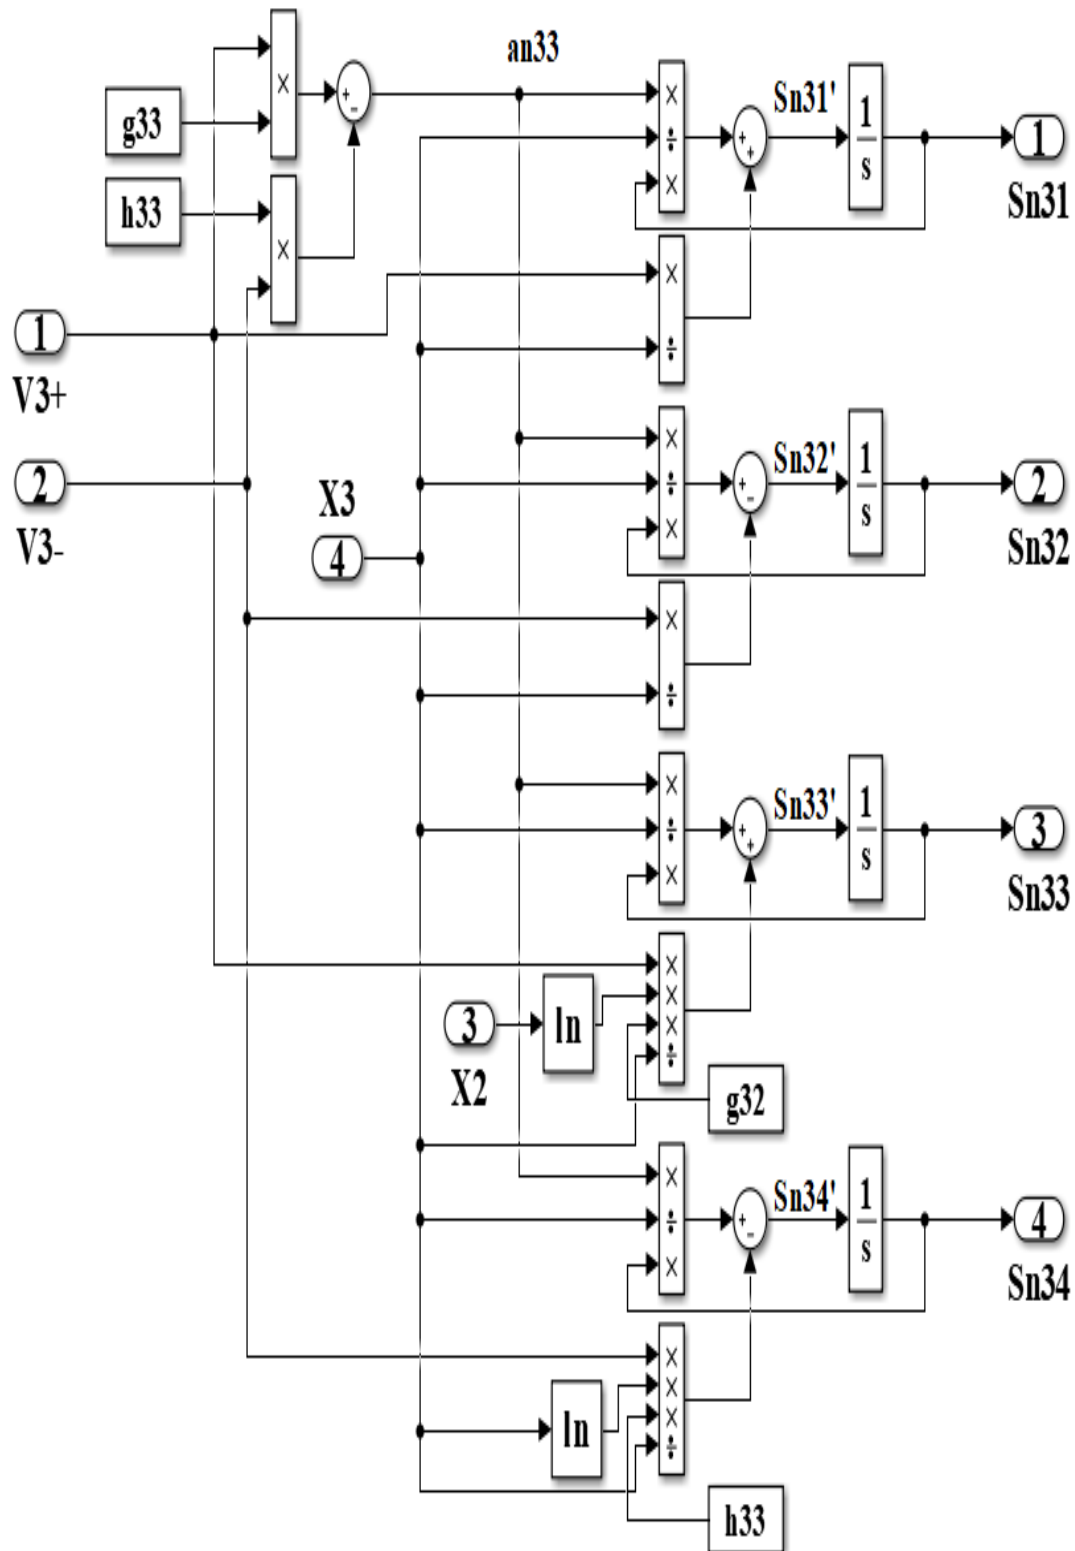 an33
×
g33
+
−
×
÷
×
Sn31'
+
+
1
s
1
Sn31
h33
×
×
÷
1
V3+
2
V3-
×
÷
×
Sn32'
+
−
1
s
2
Sn32
X3
4
×
÷
×
÷
×
Sn33'
+
+
1
s
3
Sn33
×
×
×
÷
3
X2
ln
g32
×
÷
×
Sn34'
+
−
1
s
4
Sn34
×
×
×
÷
ln
h33